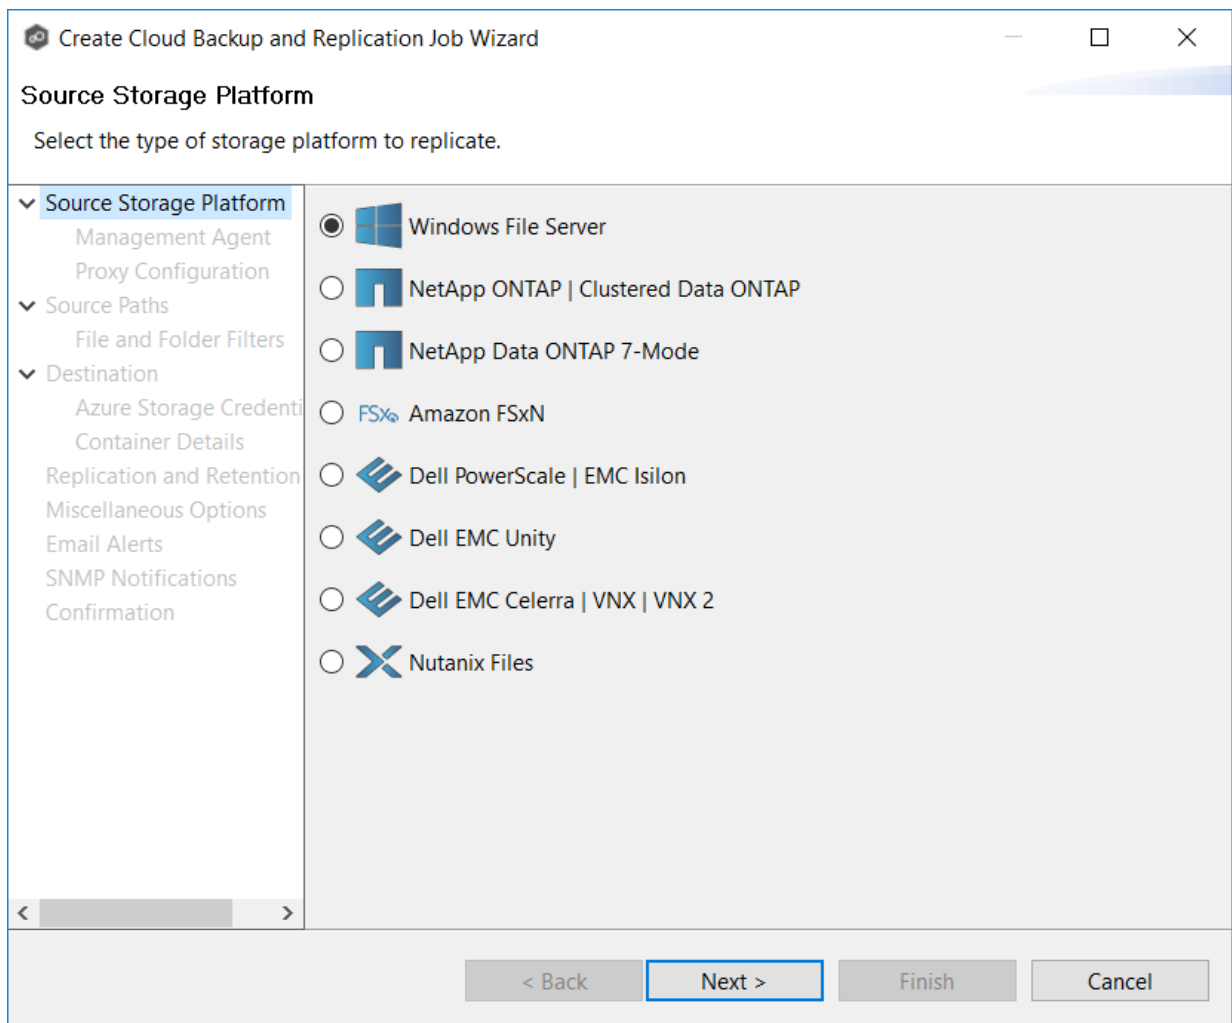 Create Cloud Backup and Replication Job Wizard
Source Storage Platform
Select the type of storage platform to replicate.
Source Storage Platform
Management Agent
Proxy Configuration
Source Paths
File and Folder Filters
Destination
Azure Storage Credenti
Container Details
Replication and Retention
Miscellaneous Options
Email Alerts
SNMP Notifications
Confirmation
Windows File Server
NetApp ONTAP | Clustered Data ONTAP
NetApp Data ONTAP 7-Mode
FSx Amazon FSxN
Dell PowerScale | EMC Isilon
Dell EMC Unity
Dell EMC Celerra | VNX | VNX 2
Nutanix Files
< Back
Next >
Finish
Cancel